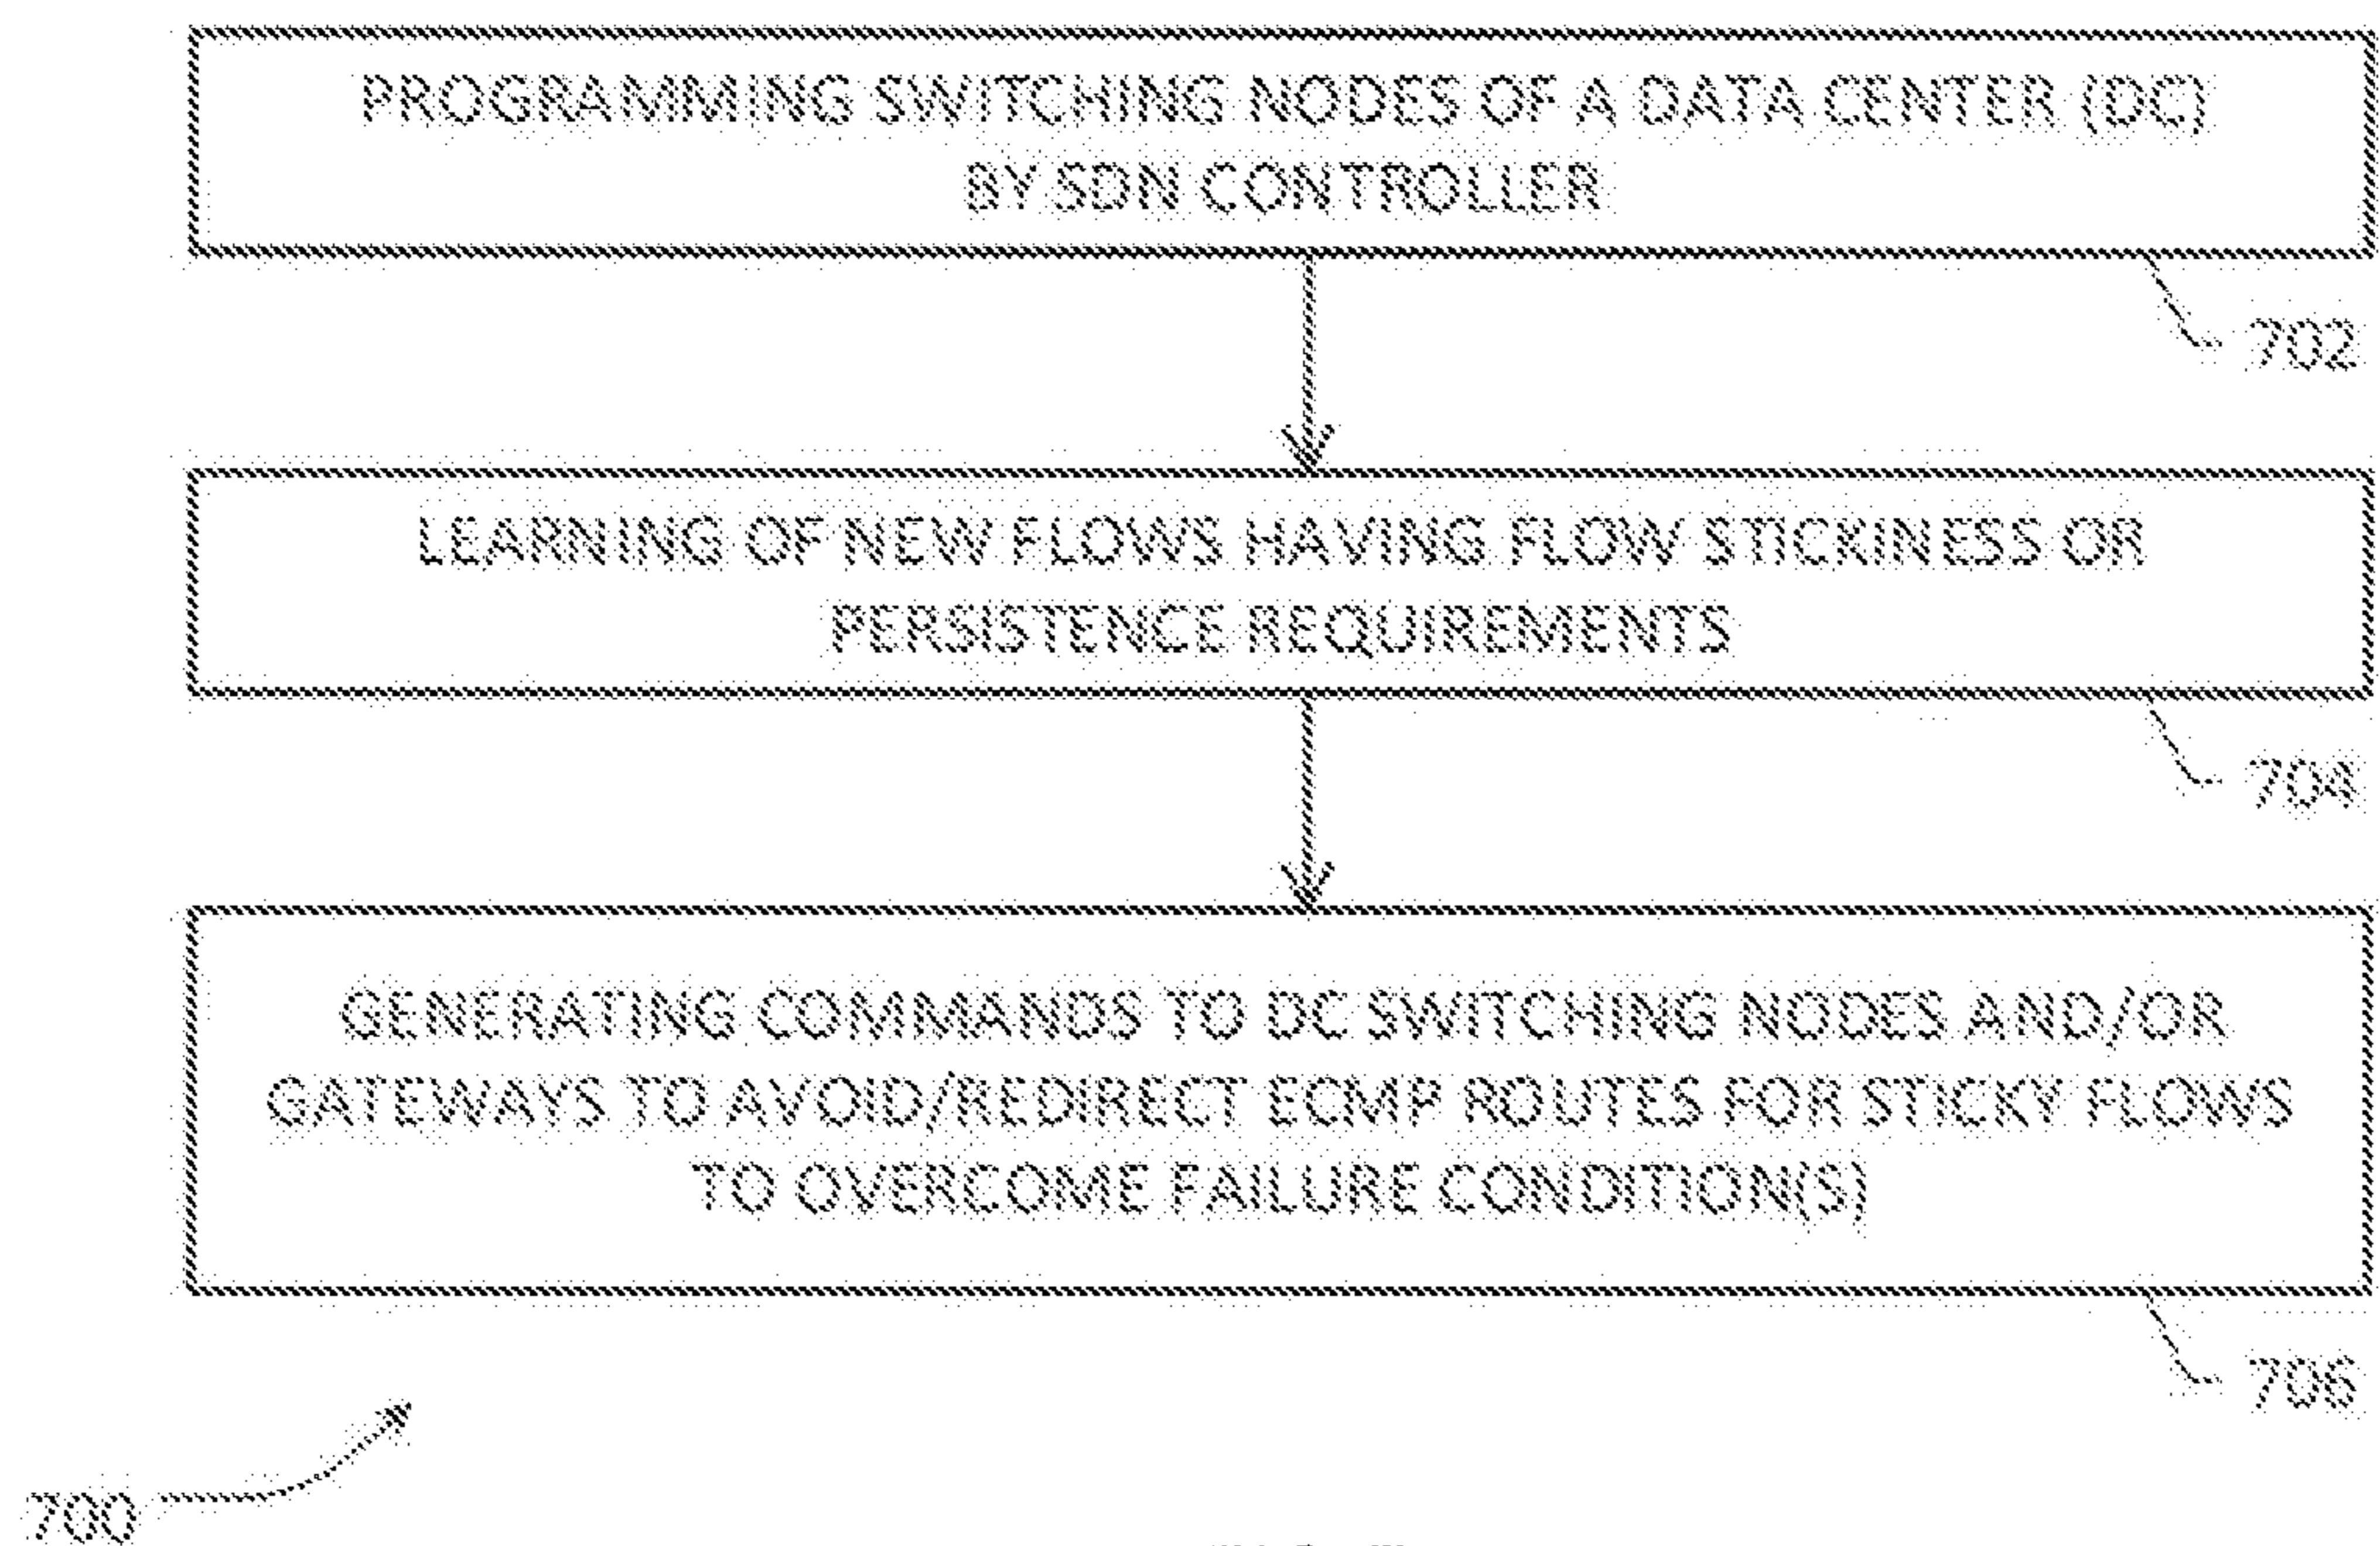 PROGRAMMING SWITCHING NODES OF A DATA CENTER (DC)
BY SDN CONTROLLER
702
LEARNING OF NEW FLOWS HAVING FLOW STICKINESS OR
PERSISTENCE REQUIREMENTS
704
GENERATING COMMANDS TO DC SWITCHING NODES AND/OR
GATEWAYS TO AVOID/REDIRECT ECMP ROUTES FOR STICKY FLOWS
TO OVERCOME FAILURE CONDITION(S)
706
700